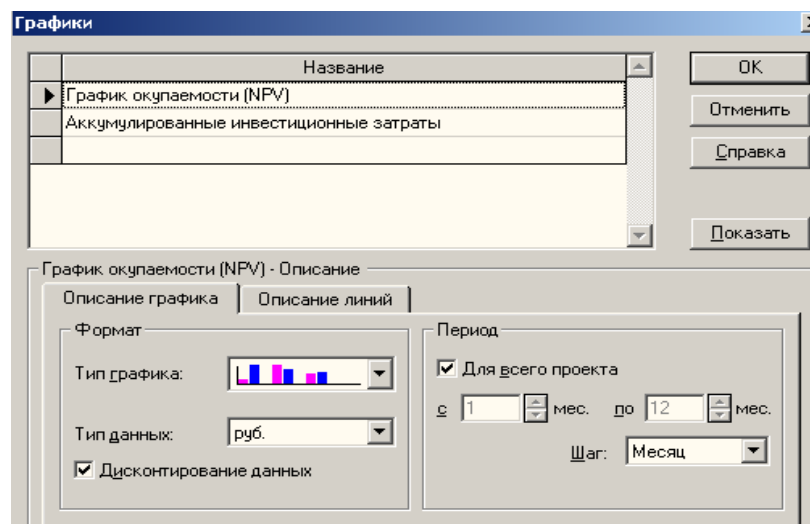 Графики
Название
График окупаемости (NPV)
Аккумулированные инвестиционные затраты
OK
Отменить
Справка
Показать
График окупаемости (NPV) - Описание
Описание графика
Описание линий
Формат
Тип графика:
Тип данных: руб.
Дисконтирование данных
Период
Для всего проекта
с 1 мес. по 12 мес.
Шаг: Месяц